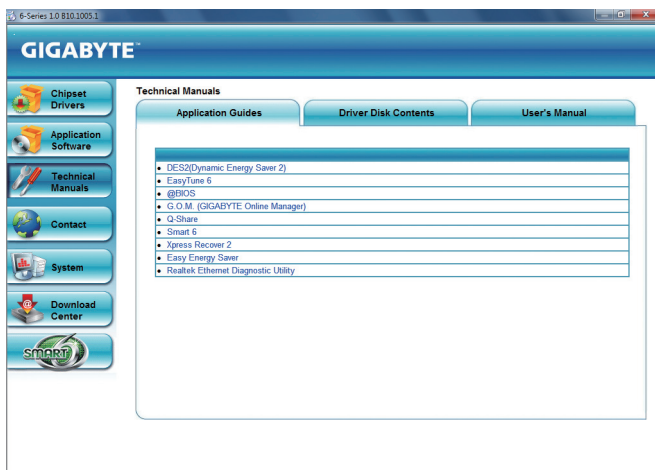 6-Series 1.0 B10.1005.1
GIGABYTE™
Chipset
Drivers
Application
Software
Technical
Manuals
Contact
System
Download
Center
SMART6
Technical Manuals
Application Guides
Driver Disk Contents
User's Manual
DES2(Dynamic Energy Saver 2)
EasyTune 6
@BIOS
G.O.M. (GIGABYTE Online Manager)
Q-Share
Smart 6
Xpress Recover 2
Easy Energy Saver
Realtek Ethernet Diagnostic Utility